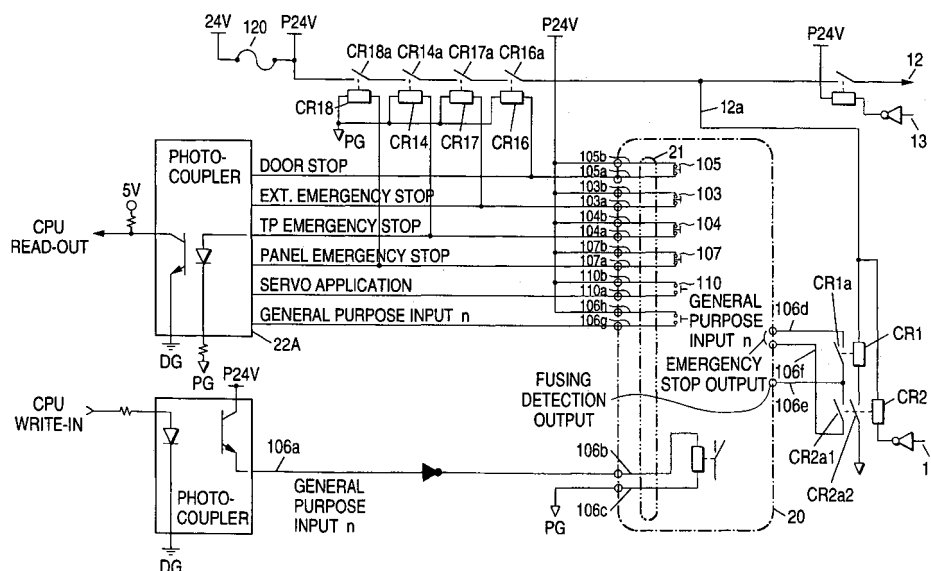 24V
120
P24V
P24V
P24V
CR18a CR14a CR17a CR16a
12
CR18
CR14 CR17 CR16
PG
12a
13
PHOTO-
COUPLER
5V
CPU
READ-OUT
DG
PG
22A
DOOR STOP
EXT. EMERGENCY STOP
TP EMERGENCY STOP
PANEL EMERGENCY STOP
SERVO APPLICATION
GENERAL PURPOSE INPUT n
105b
105a
103b
103a
104b
104a
107b
107a
110b
110a
106h
106g
21
105
103
104
107
110
GENERAL
PURPOSE
INPUT n
EMERGENCY
STOP OUTPUT
FUSING
DETECTION
OUTPUT
106d
106f
106e
CR1a
CR1
CR2
CR2a1
CR2a2
1
20
P24V
CPU
WRITE-IN
PHOTO-
COUPLER
DG
106a
GENERAL
PURPOSE
INPUT n
106b
106c
PG